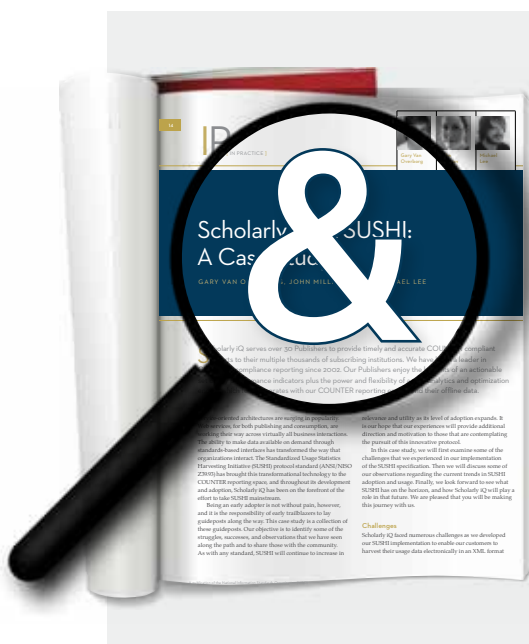 14
IP
IN PRACTICE ]
Gary Van
Michael
Lee
&
Scholarly SUSHI:
A Case
GARY VAN O JOHN MILL AEL LEE
Scholarly iQ serves over 30 Publishers to provide timely and accurate COUNTER compliant
to their multiple thousands of subscribing institutions. We have a leader in
compliance reporting since 2002. Our Publishers enjoy the of an actionable
indicators plus the power and flexibility of analytics and optimization
with our COUNTER reporting their offline data.
architectures are surging in popularity
for both publishing and consumption, are
their way across virtually all business interactions.
The ability to make data available on demand through
standards-based interfaces has transformed the way that
organizations interact. The Standardized Usage Statistics
Harvesting Initiative (SUSHI) protocol standard (ANSI/NISO
Z39.93) has brought this transformational technology to the
COUNTER reporting space, and throughout its development
and adoption, Scholarly iQ has been on the forefront of the
effort to take SUSHI mainstream.
Being an early adopter is not without pain, however,
and it is the responsibility of early trailblazers to lay
guideposts along the way. This case study is a collection of
these guideposts. Our objective is to identify some of the
struggles, successes, and observations that we have seen
along the path and to share those with the community.
As with any standard, SUSHI will continue to increase in
relevance and utility as its level of adoption expands. It
is our hope that our experiences will provide additional
direction and motivation to those that are contemplating
the pursuit of this innovative protocol.
In this case study, we will first examine some of the
challenges that we experienced in our implementation
of the SUSHI specification. Then we will discuss some of
our observations regarding the current trends in SUSHI
adoption and usage. Finally, we look forward to see what
SUSHI has on the horizon, and how Scholarly iQ will play a
role in that future. We are pleased that you will be making
this journey with us.
Challenges
Scholarly iQ faced numerous challenges as we developed
our SUSHI implementation to enable our customers to
harvest their usage data electronically in an XML format